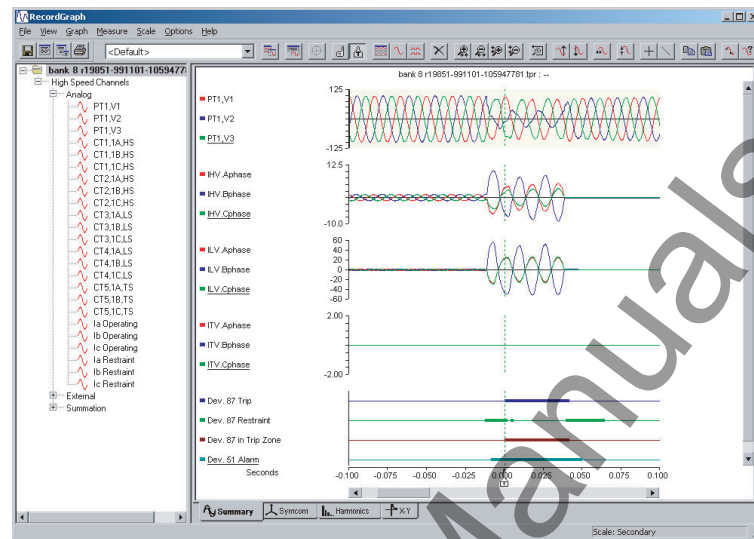 RecordGraph
File View Graph Measure Scale Options Help
<Default>
bank 8 r19851-991101-105947781
High Speed Channels
Analog
PT1,V1
PT1,V2
PT1,V3
CT1,1A,HS
CT1,1B,HS
CT1,1C,HS
CT2,1A,HS
CT2,1B,HS
CT2,1C,HS
CT3,1A,LS
CT3,1B,LS
CT3,1C,LS
CT4,1A,LS
CT4,1B,LS
CT4,1C,LS
CT5,1A,TS
CT5,1B,TS
CT5,1C,TS
Ia Operating
Ib Operating
Ic Operating
Ia Restraint
Ib Restraint
Ic Restraint
External
Summation
bank 8 r19851-991101-105947781.tpr : --
125
PT1,V1
PT1,V2
PT1,V3
-125
12.5
IHV.Aphase
IHV.Bphase
IHV.Cphase
-10.0
60
40
20
0
-20
-40
-60
ILV.Aphase
ILV.Bphase
ILV.Cphase
2.00
ITV.Aphase
ITV.Bphase
ITV.Cphase
-2.00
Dev. 87 Trip
Dev. 87 Restraint
Dev. 87 in Trip Zone
Dev. 51 Alarm
Seconds
-0.100 -0.075 -0.050 -0.025 0.000 0.025 0.050 0.075 0.100
T
Summary Symcom Harmonics X-Y
Scale: Secondary
Manuals